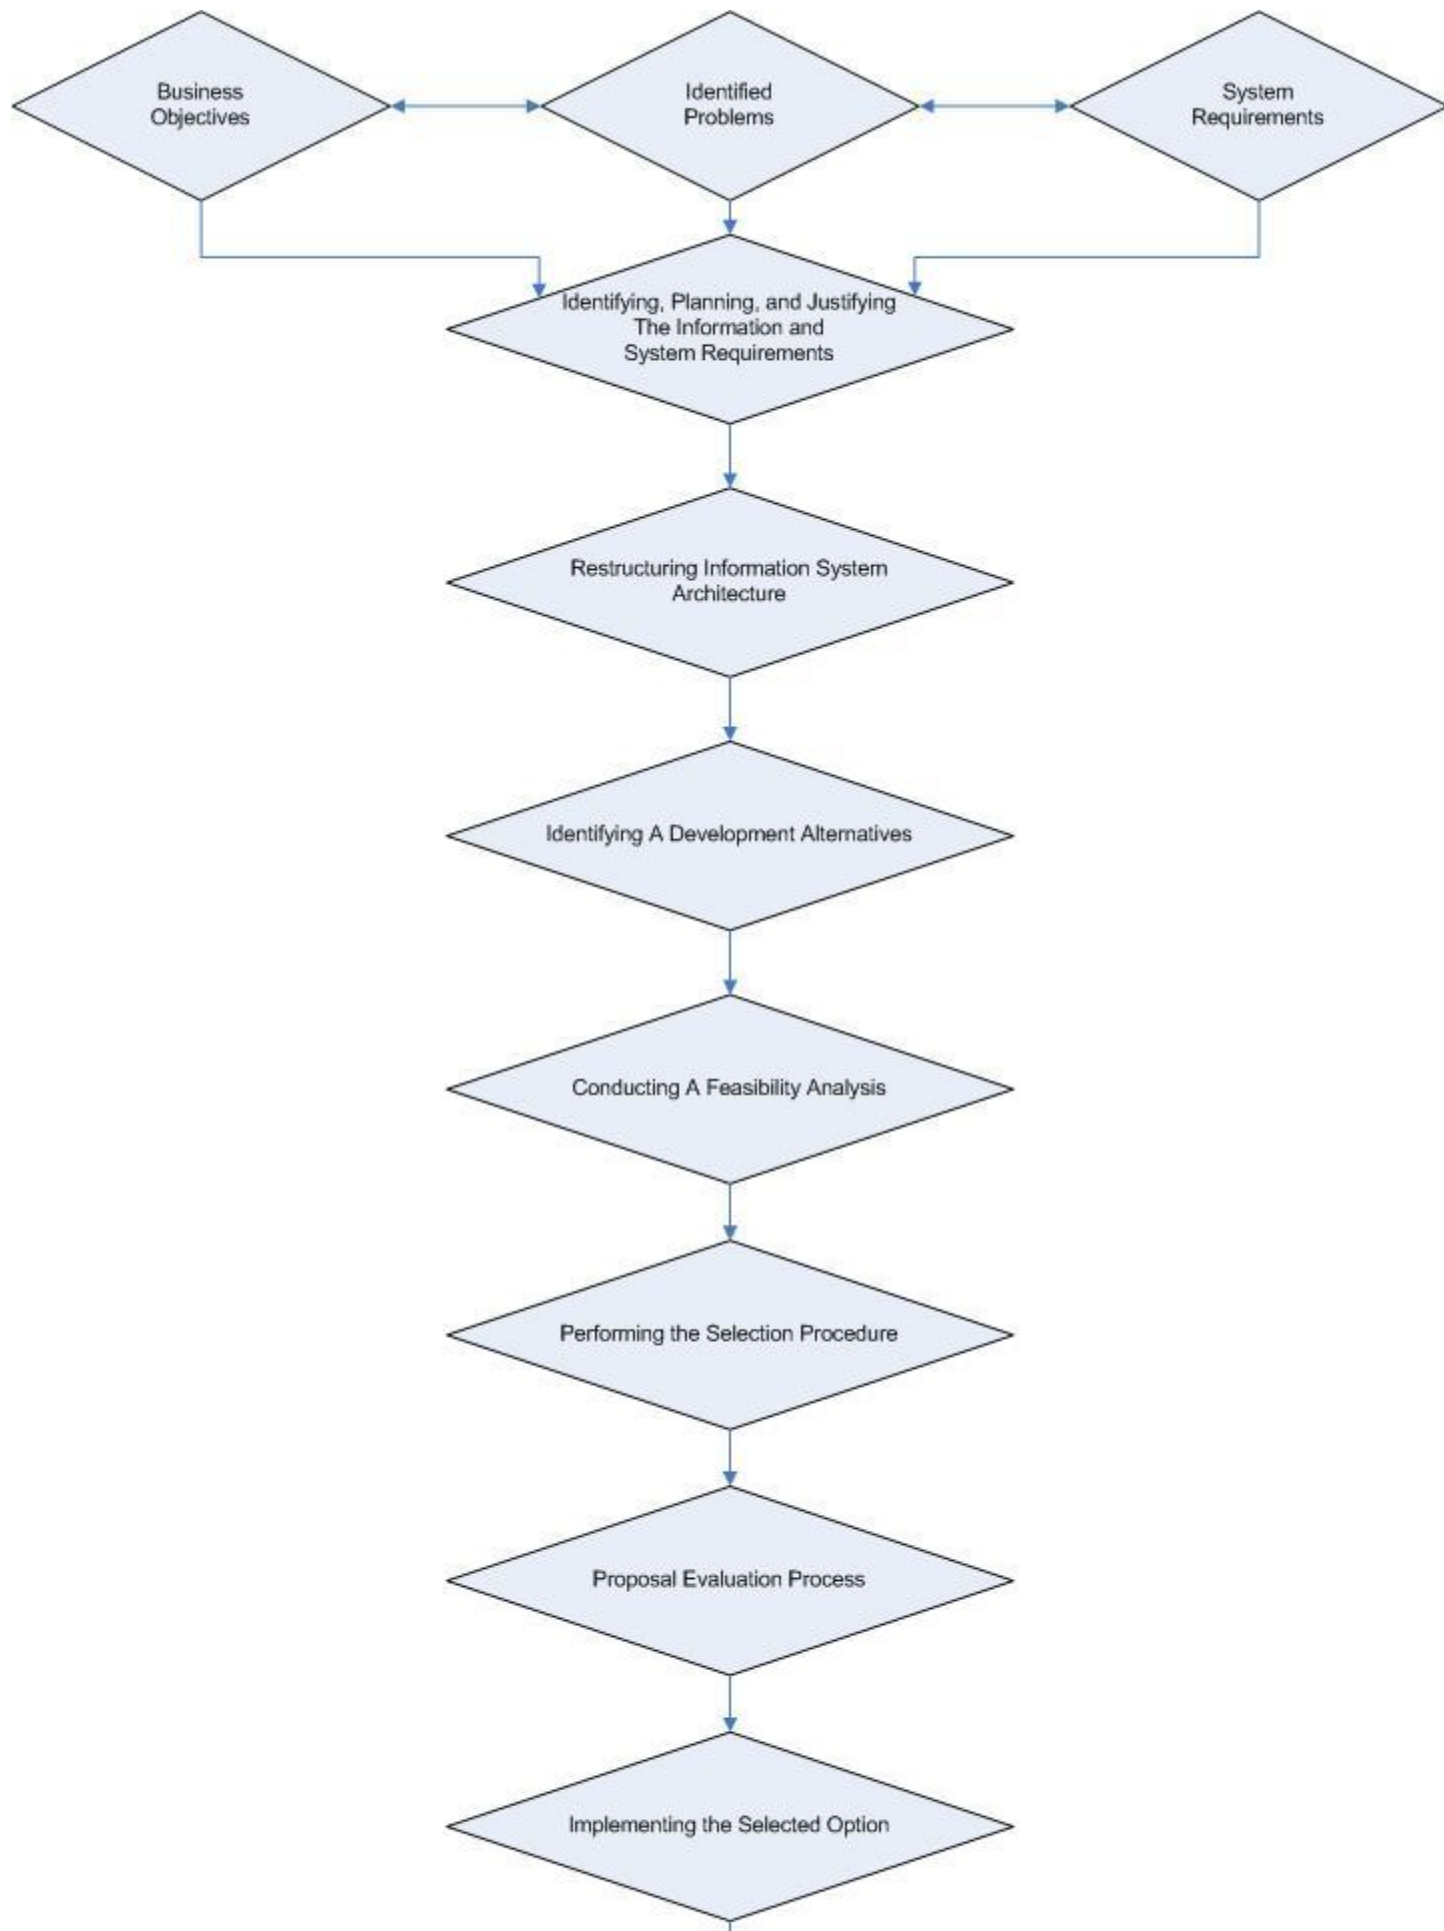 Business
Objectives
Identified
Problems
System
Requirements
Identifying, Planning, and Justifying
The Information and
System Requirements
Restructuring Information System
Architecture
Identifying A Development Alternatives
Conducting A Feasibility Analysis
Performing the Selection Procedure
Proposal Evaluation Process
Implementing the Selected Option